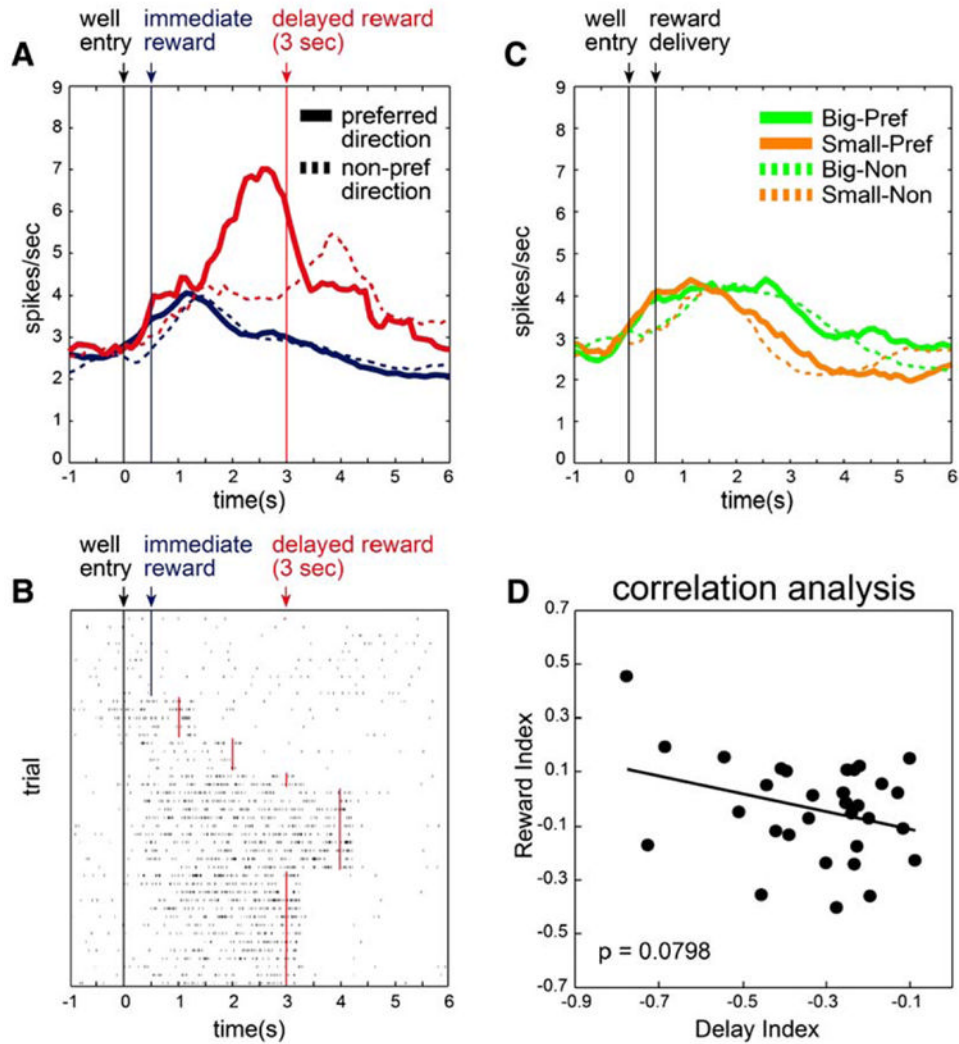 well
entry
immediate
reward
delayed reward
(3 sec)
A
9
8
7
6
5
4
3
2
1
0
spikes/sec
preferred
direction
non-pref
direction
-1 0 1 2 3 4 5 6
time(s)
well
entry
reward
delivery
C
9
8
7
6
5
4
3
2
1
0
spikes/sec
Big-Pref
Small-Pref
Big-Non
Small-Non
-1 0 1 2 3 4 5 6
time(s)
well
entry
immediate
reward
delayed reward
(3 sec)
B
trial
-1 0 1 2 3 4 5 6
time(s)
D
correlation analysis
0.7
0.5
0.3
0.1
-0.1
-0.3
-0.5
-0.7
Reward Index
p = 0.0798
-0.9 -0.7 -0.5 -0.3 -0.1
Delay Index